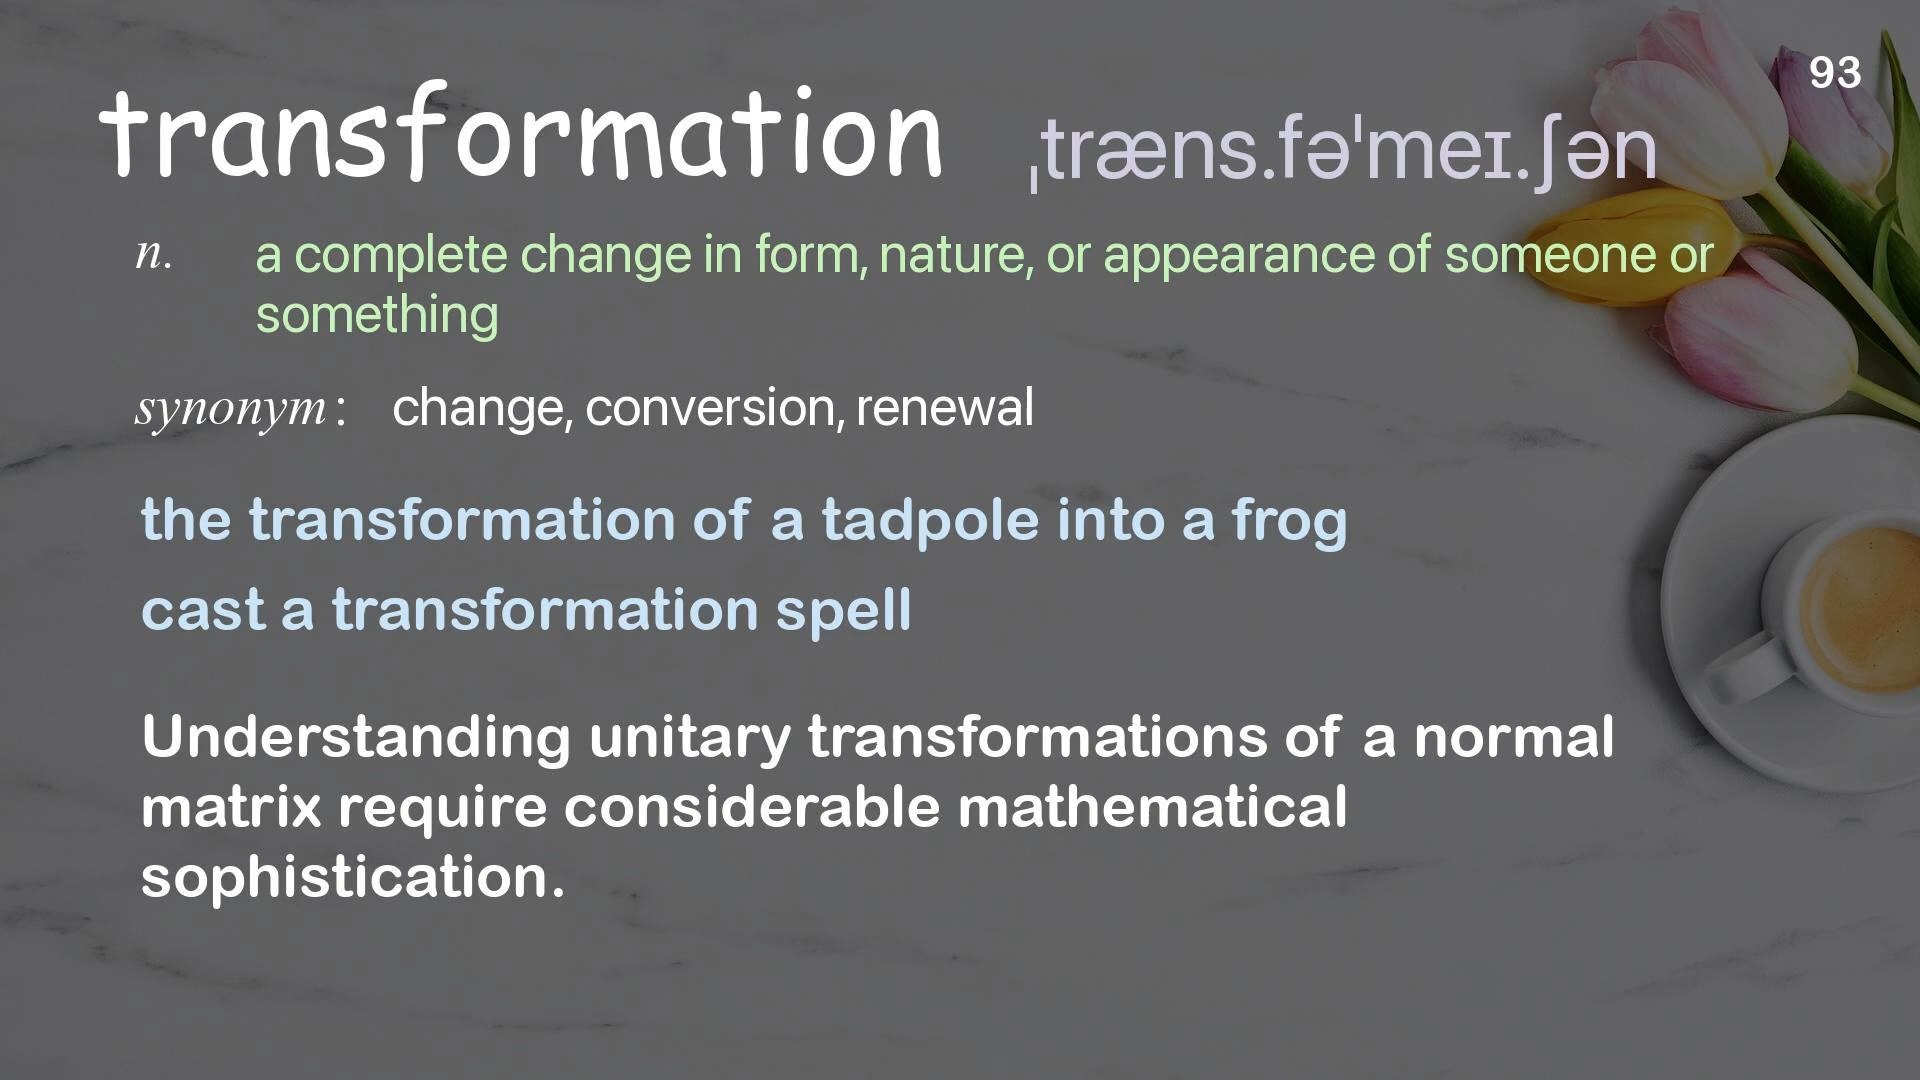 93
transformation ˌtræns.fəˈmeɪ.ʃən
n. a complete change in form, nature, or appearance of someone or
something
synonym: change, conversion, renewal
the transformation of a tadpole into a frog
cast a transformation spell
Understanding unitary transformations of a normal
matrix require considerable mathematical
sophistication.